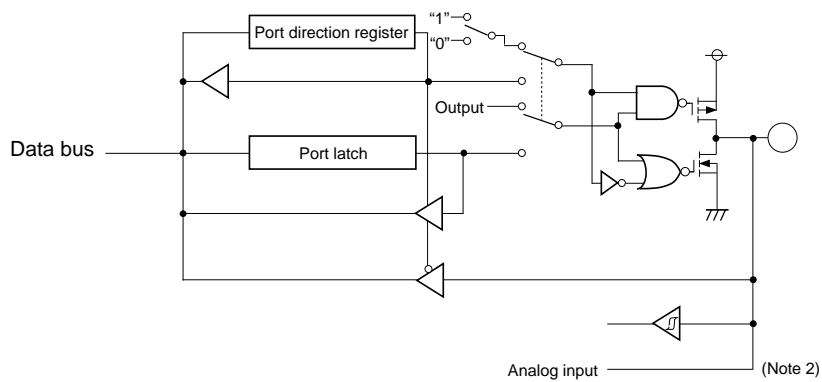 “1”
Port direction register
“0”
Output
Data bus
Port latch
Analog input
(Note 2)